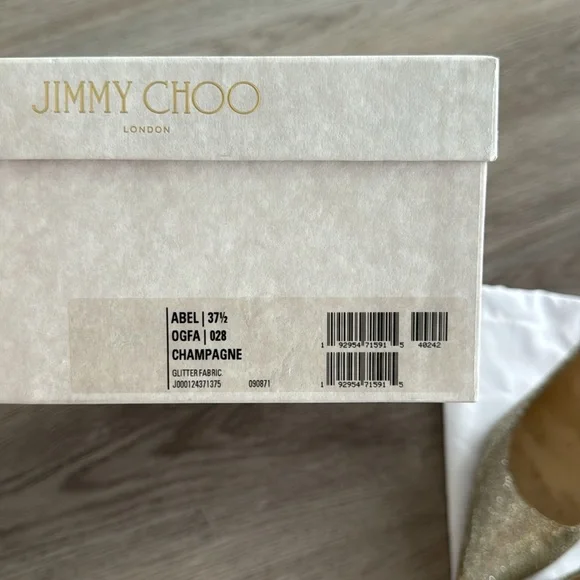 JIMMY CHOO
LONDON
ABEL | 37½
OGFA | 028
CHAMPAGNE
GLITTER FABRIC
J000124371375 090871
1 92954 71591 5 40242
1 92954 71591 5